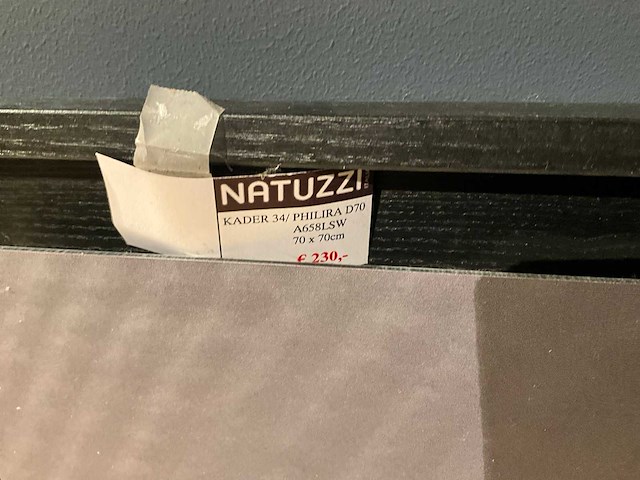 NATUZZI
KADER 34/ PHILIRA D70
A658LSW
70 x 70cm
€ 230,-